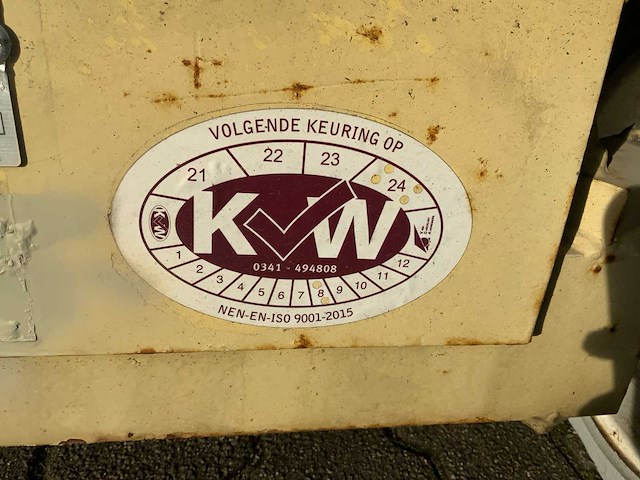 VOLGENDE KEURING OP
21 22 23 24
KVW
0341 - 494808
1 2 3 4 5 6 7 8 9 10 11 12
NEN-EN-ISO 9001-2015